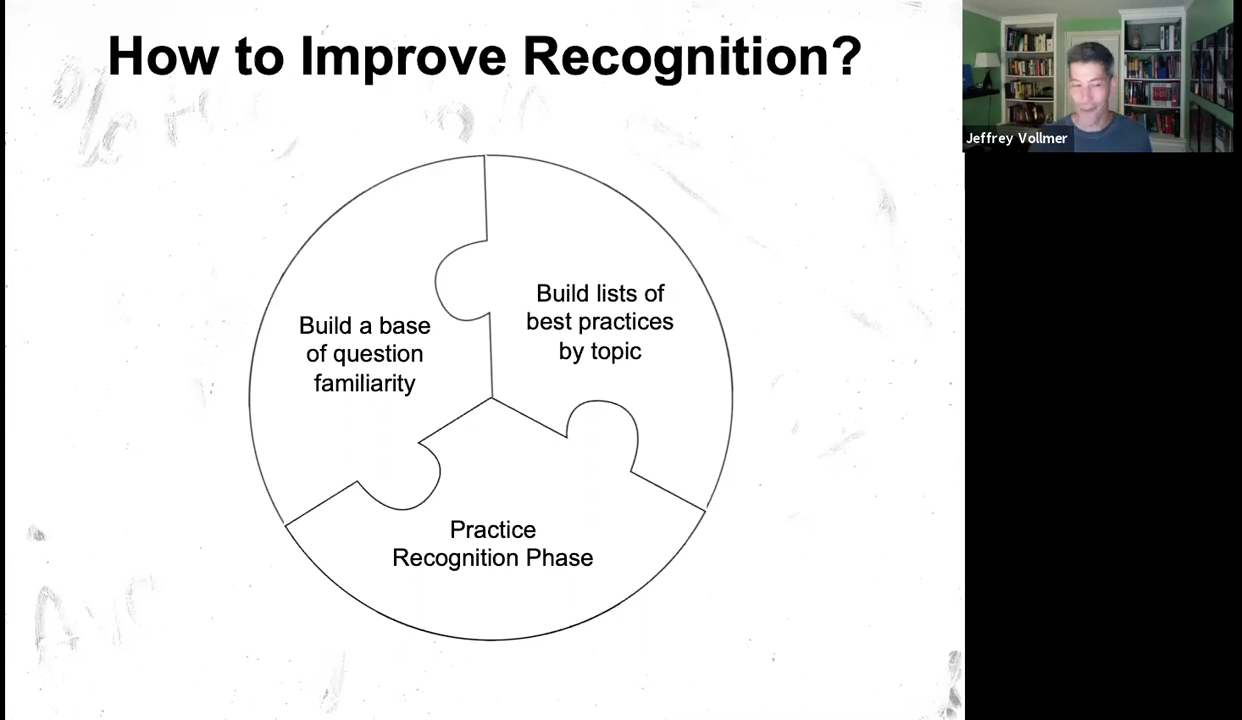 How to Improve Recognition?
Jeffrey Vollmer
Build a base
of question
familiarity
Build lists of
best practices
by topic
Practice
Recognition Phase